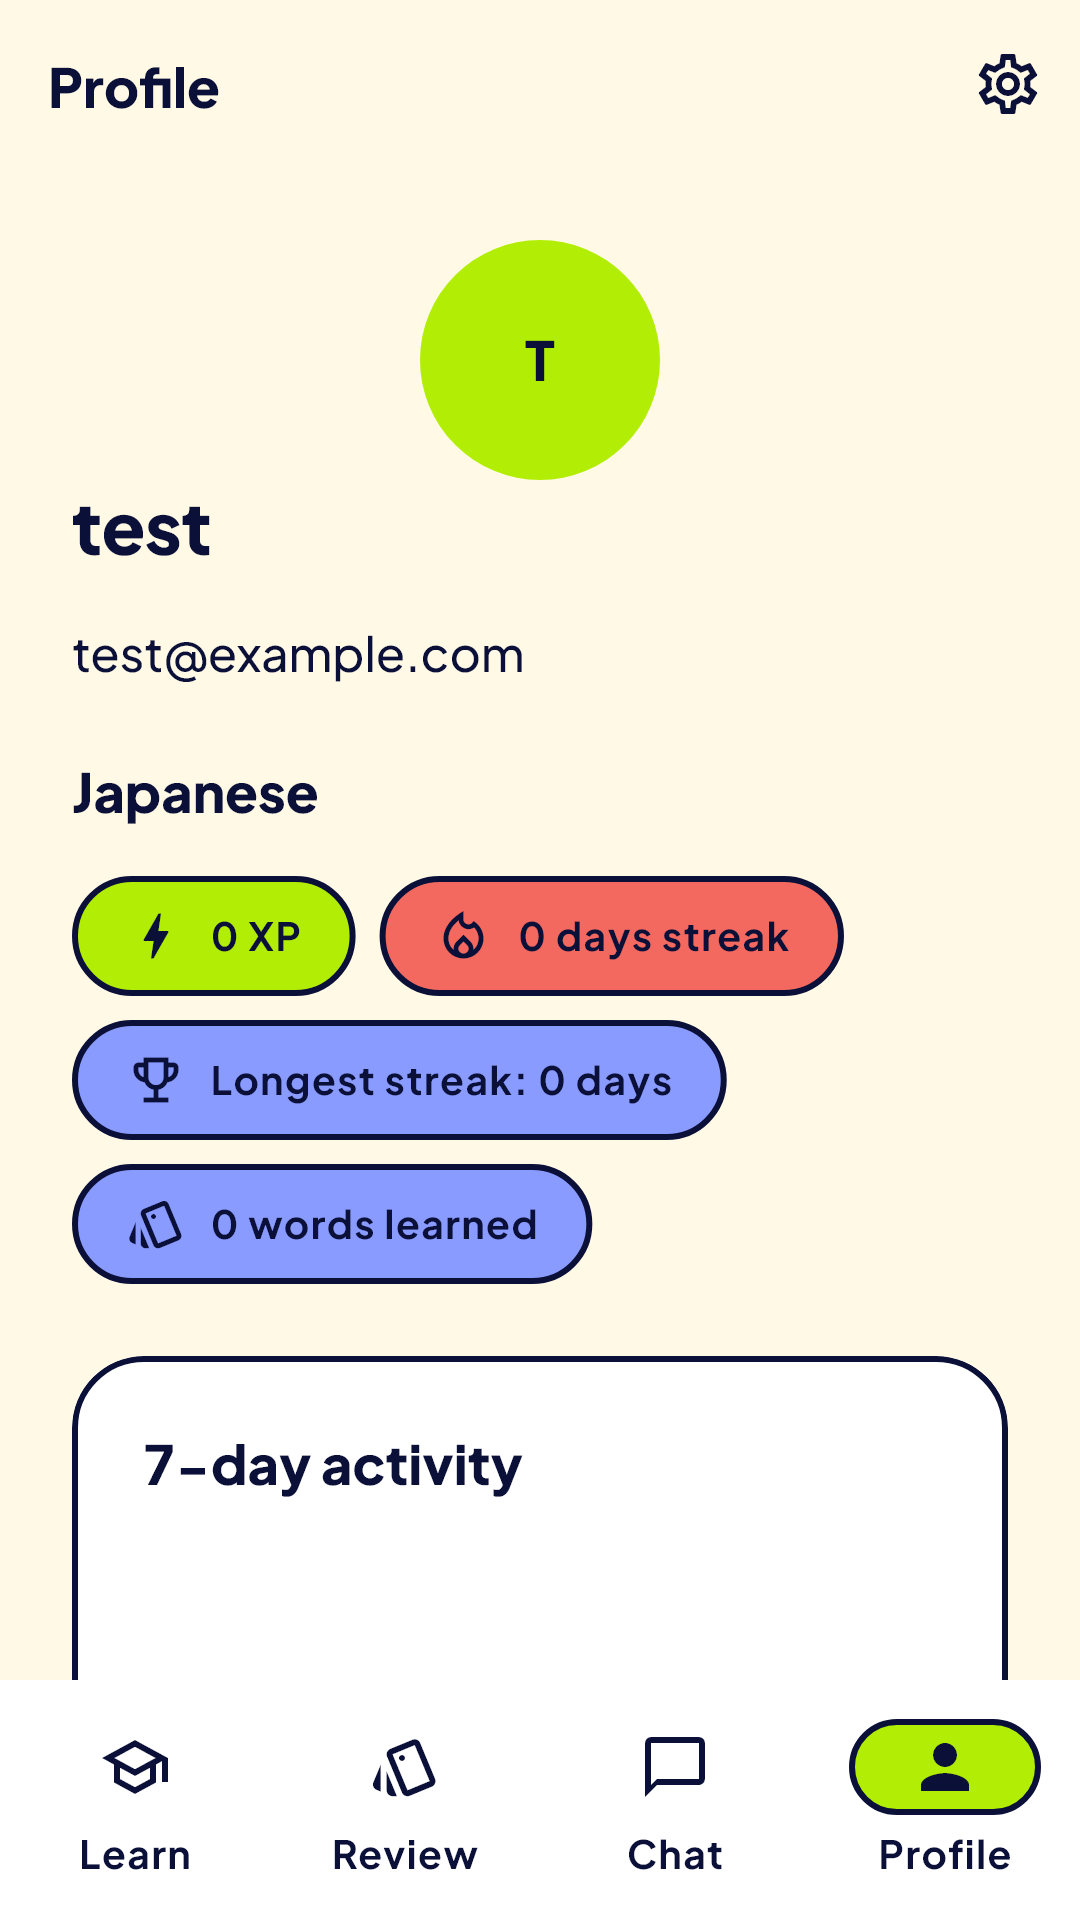 Profile
T
test
test@example.com
Japanese
0 XP
0 days streak
Longest streak: 0 days
0 words learned
7-day activity
Learn
Review
Chat
Profile